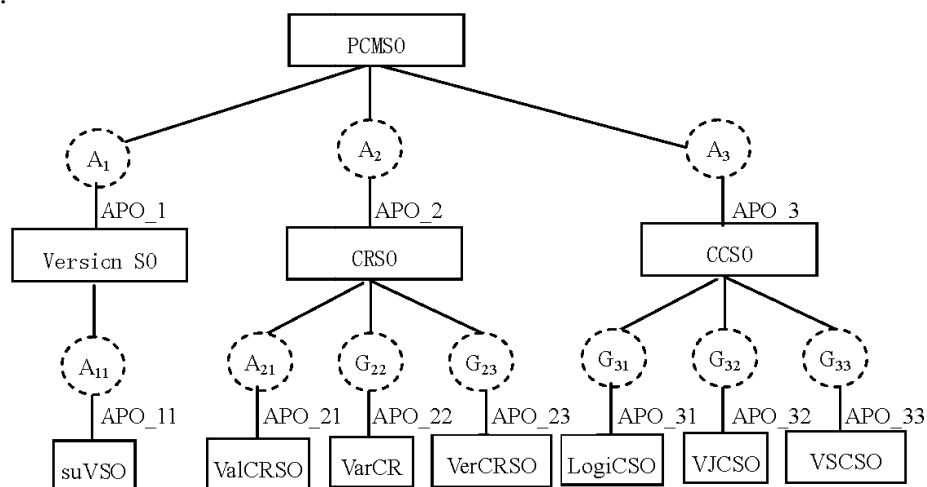 PCMSO
A₁ A₂ A₃
APO_1 APO_2 APO_3
Version SO CRSO CCSO
A₁₁ A₂₁ G₂₂ G₂₃ G₃₁ G₃₂ G₃₃
APO_11 APO_21 APO_22 APO_23 APO_31 APO_32 APO_33
suVSO ValCRSO VarCR VerCRSO LogiCSO VJCSO VSCSO